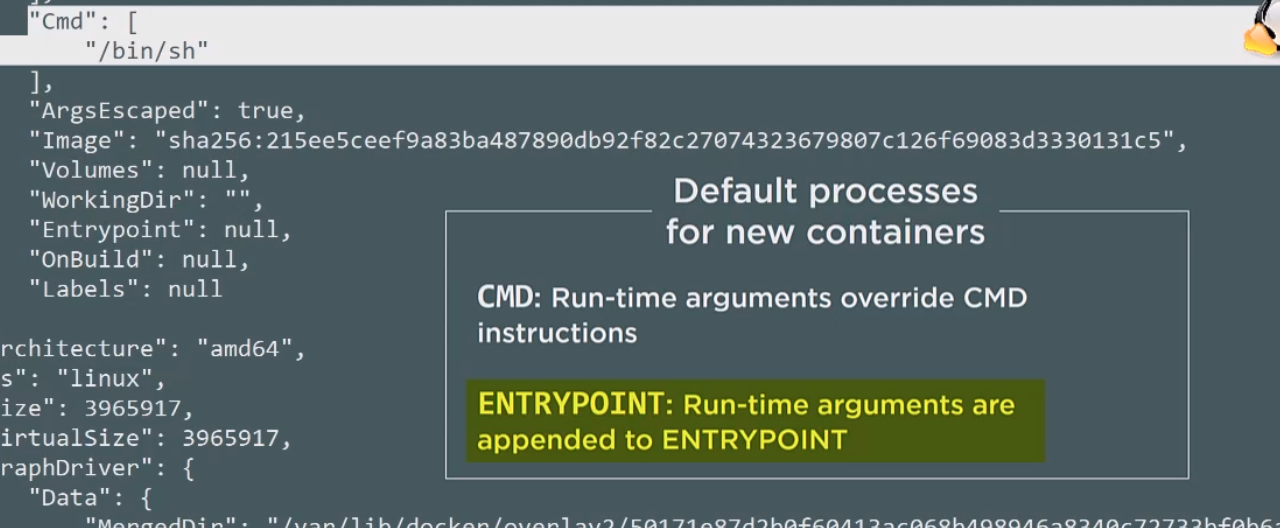 "Cmd": [
"/bin/sh"
],
"ArgsEscaped": true,
"Image": "sha256:215ee5ceef9a83ba487890db92f82c27074323679807c126f69083d3330131c5",
"Volumes": null,
"WorkingDir": "",
"Entrypoint": null,
"OnBuild": null,
"Labels": null
rchitecture": "amd64",
s": "linux",
ize": 3965917,
irtualSize": 3965917,
raphDriver": {
"Data": {
Default processes
for new containers
CMD: Run-time arguments override CMD
instructions
ENTRYPOINT: Run-time arguments are
appended to ENTRYPOINT